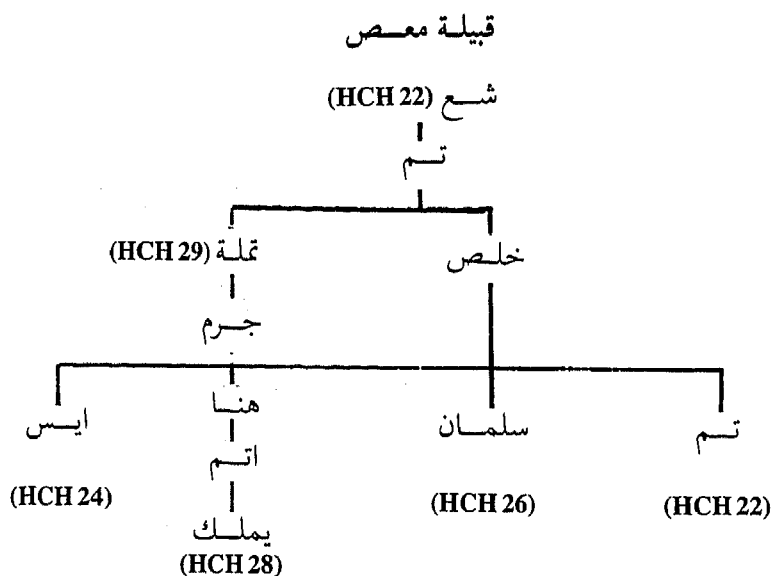 قبيلة معص
شع (HCH 22)
تم
خلص تملة (HCH 29)
جرم
تم سلمان هنا ايس
اتم
(HCH 22) (HCH 26) (HCH 24)
يملك
(HCH 28)